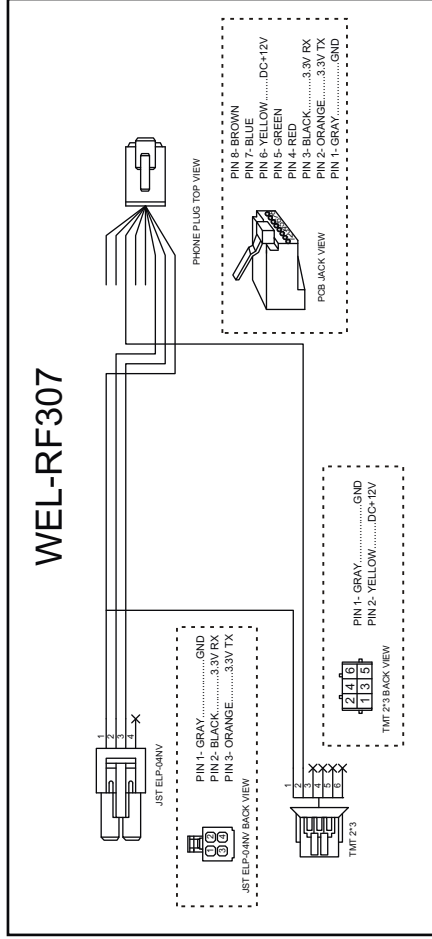 WEL-RF307
JST ELP-04NV
1
2
3
4
PHONE PLUG TOP VIEW
PIN 1- GRAY............GND
PIN 2- BLACK........3.3V RX
PIN 3- ORANGE.......3.3V TX
1 2
3 4
JST ELP-04NV BACK VIEW
PIN 8- BROWN
PIN 7- BLUE
PIN 6- YELLOW........DC+12V
PIN 5- GREEN
PIN 4- RED
PIN 3- BLACK..........3.3V RX
PIN 2- ORANGE........3.3V TX
PIN 1- GRAY..............GND
PCB JACK VIEW
1
2
3
4
5
6
TMT 2*3
2 4 6
1 3 5
TMT 2*3 BACK VIEW
PIN 1- GRAY..............GND
PIN 2- YELLOW......DC+12V